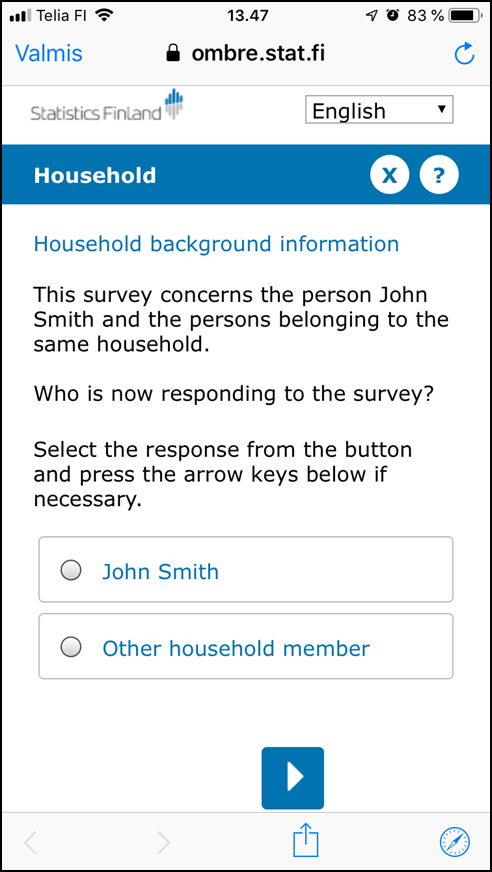 Telia FI 13.47 83 %
Valmis ombre.stat.fi
Statistics Finland English
Household X ?
Household background information
This survey concerns the person John
Smith and the persons belonging to the
same household.
Who is now responding to the survey?
Select the response from the button
and press the arrow keys below if
necessary.
John Smith
Other household member